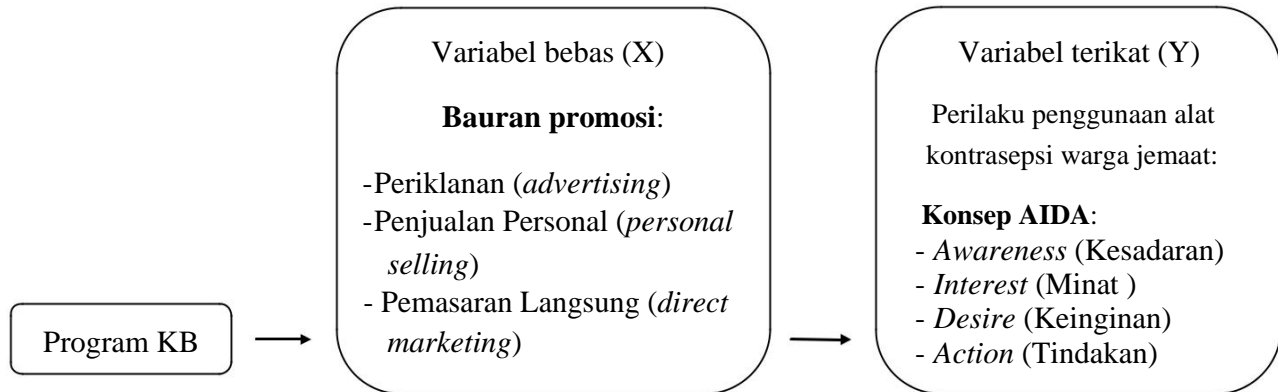 Program KB
Variabel bebas (X)
Bauran promosi:
-Periklanan (advertising)
-Penjualan Personal (personal
selling)
- Pemasaran Langsung (direct
marketing)
Variabel terikat (Y)
Perilaku penggunaan alat
kontrasepsi warga jemaat:
Konsep AIDA:
- Awareness (Kesadaran)
- Interest (Minat )
- Desire (Keinginan)
- Action (Tindakan)